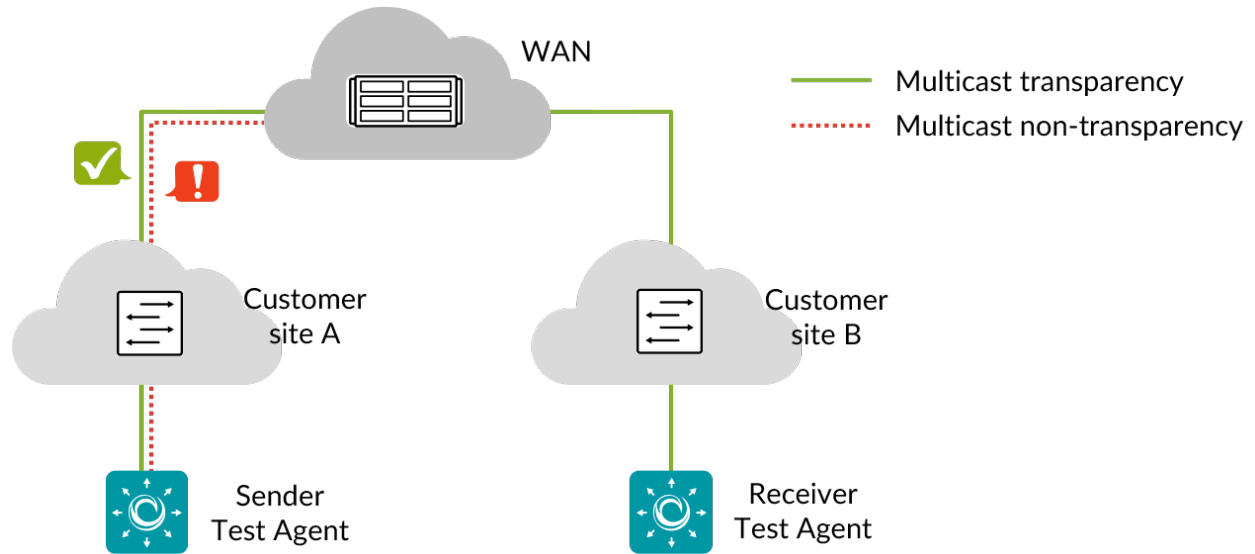 WAN
Multicast transparency
Multicast non-transparency
Customer
site A
Customer
site B
Sender
Test Agent
Receiver
Test Agent